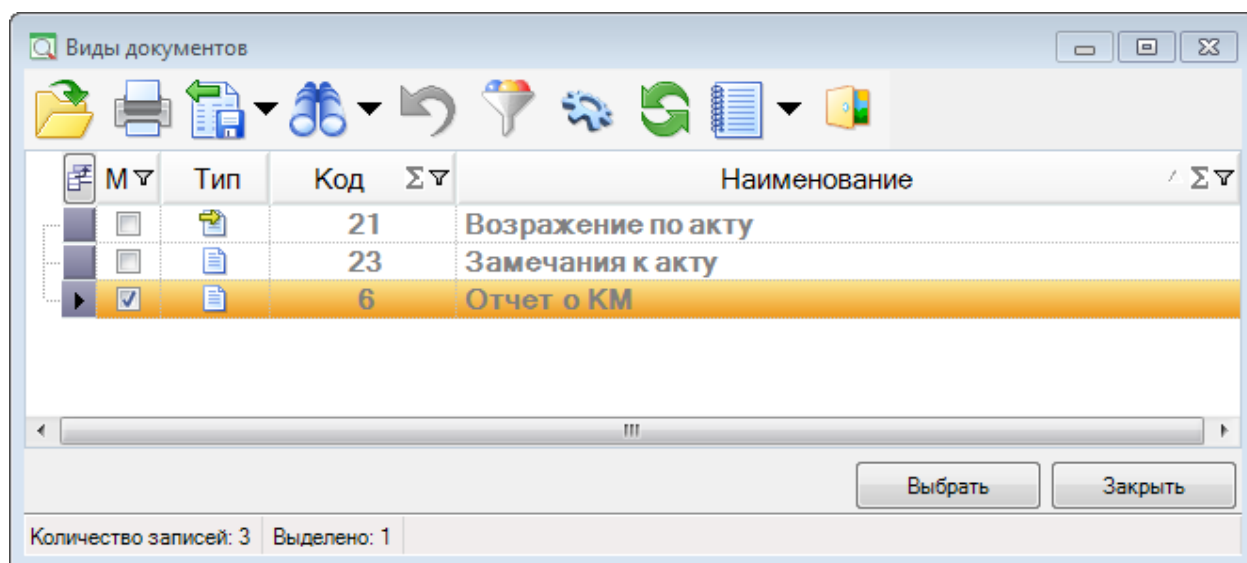 Виды документов
М Тип Код Σ Наименование Σ
21 Возражение по акту
23 Замечания к акту
6 Отчет о КМ
Выбрать Закрыть
Количество записей: 3 Выделено: 1